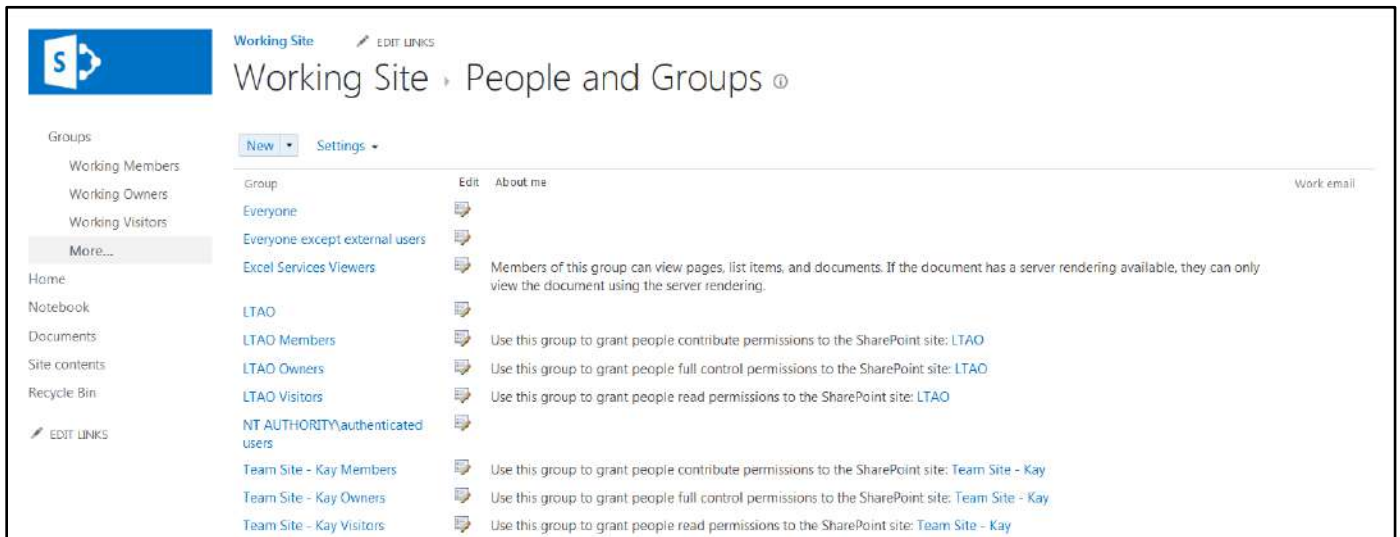 S
Working Site
EDIT LINKS
Working Site People and Groups
Groups
Working Members
Working Owners
Working Visitors
More...
Home
Notebook
Documents
Site contents
Recycle Bin
EDIT LINKS
New Settings
Group Edit About me Work email
Everyone
Everyone except external users
Excel Services Viewers Members of this group can view pages, list items, and documents. If the document has a server rendering available, they can only
view the document using the server rendering.
LTAO
LTAO Members Use this group to grant people contribute permissions to the SharePoint site: LTAO
LTAO Owners Use this group to grant people full control permissions to the SharePoint site: LTAO
LTAO Visitors Use this group to grant people read permissions to the SharePoint site: LTAO
NT AUTHORITY\authenticated
users
Team Site - Kay Members Use this group to grant people contribute permissions to the SharePoint site: Team Site - Kay
Team Site - Kay Owners Use this group to grant people full control permissions to the SharePoint site: Team Site - Kay
Team Site - Kay Visitors Use this group to grant people read permissions to the SharePoint site: Team Site - Kay